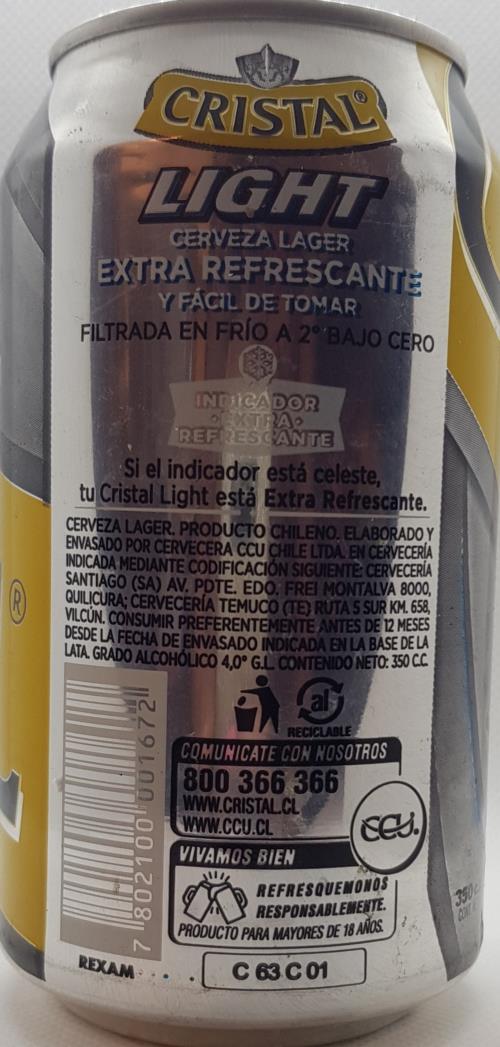 CRISTAL®
LIGHT
CERVEZA LAGER
EXTRA REFRESCANTE
Y FÁCIL DE TOMAR
FILTRADA EN FRÍO A 2° BAJO CERO
INDICADOR
·EXTRA·
REFRESCANTE
Si el indicador está celeste,
tu Cristal Light está Extra Refrescante.
CERVEZA LAGER. PRODUCTO CHILENO. ELABORADO Y
ENVASADO POR CERVECERA CCU CHILE LTDA. EN CERVECERÍA
INDICADA MEDIANTE CODIFICACIÓN SIGUIENTE: CERVECERÍA
SANTIAGO (SA) AV. PDTE. EDO. FREI MONTALVA 8000,
QUILICURA; CERVECERÍA TEMUCO (TE) RUTA 5 SUR KM. 658,
VILCÚN. CONSUMIR PREFERENTEMENTE ANTES DE 12 MESES
DESDE LA FECHA DE ENVASADO INDICADA EN LA BASE DE LA
LATA. GRADO ALCOHÓLICO 4,0° G.L. CONTENIDO NETO: 350 C.C.
®
al
RECICLABLE
7 802100 001672
COMUNICATE CON NOSOTROS
800 366 366
WWW.CRISTAL.CL
WWW.CCU.CL
CCU.
VIVAMOS BIEN
REFRESQUEMONOS
RESPONSABLEMENTE.
PRODUCTO PARA MAYORES DE 18 AÑOS.
350
REXAM
C 63 C 01